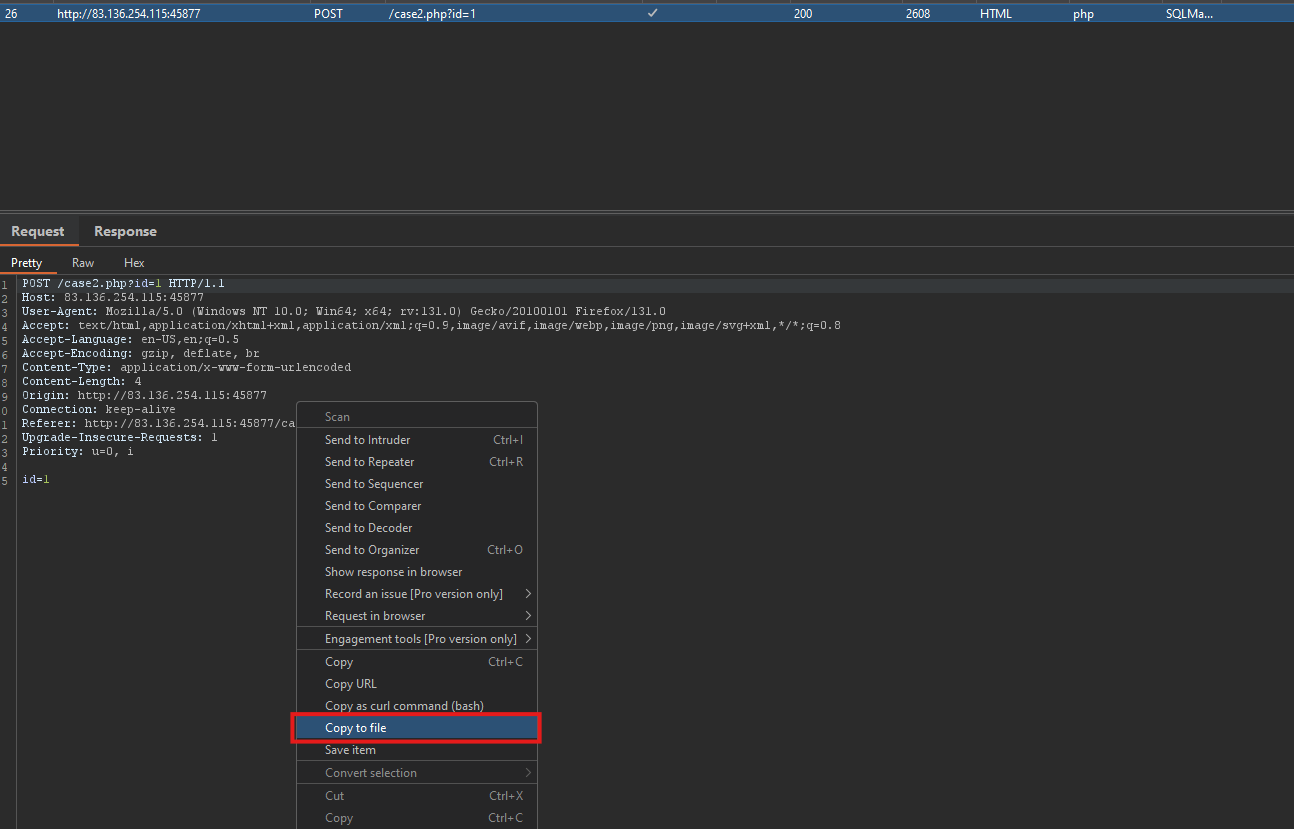 26 http://83.136.254.115:45877 POST /case2.php?id=1 ✓ 200 2608 HTML php SQLMa...
Request Response
Pretty Raw Hex
1 POST /case2.php?id=1 HTTP/1.1
2 Host: 83.136.254.115:45877
3 User-Agent: Mozilla/5.0 (Windows NT 10.0; Win64; x64; rv:131.0) Gecko/20100101 Firefox/131.0
4 Accept: text/html,application/xhtml+xml,application/xml;q=0.9,image/avif,image/webp,image/png,image/svg+xml,*/*;q=0.8
5 Accept-Language: en-US,en;q=0.5
6 Accept-Encoding: gzip, deflate, br
7 Content-Type: application/x-www-form-urlencoded
8 Content-Length: 4
9 Origin: http://83.136.254.115:45877
0 Connection: keep-alive
1 Referer: http://83.136.254.115:45877/ca
2 Upgrade-Insecure-Requests: 1
3 Priority: u=0, i
4
5 id=1
Scan
Send to Intruder Ctrl+I
Send to Repeater Ctrl+R
Send to Sequencer
Send to Comparer
Send to Decoder
Send to Organizer Ctrl+O
Show response in browser
Record an issue [Pro version only] >
Request in browser >
Engagement tools [Pro version only] >
Copy Ctrl+C
Copy URL
Copy as curl command (bash)
Copy to file
Save item
Convert selection >
Cut Ctrl+X
Copy Ctrl+C